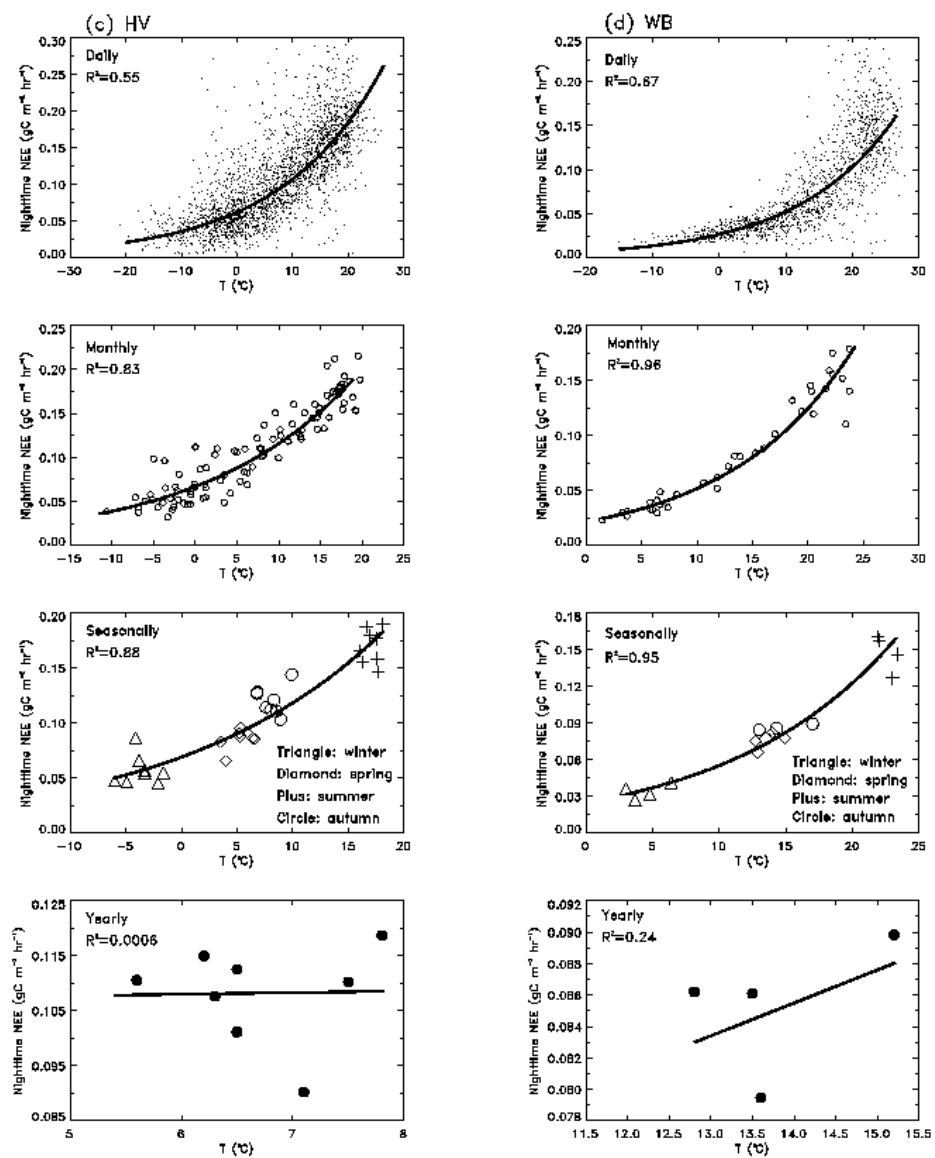 (c) HV
Nighttime NEE (gC m⁻² hr⁻¹)
0.30
0.25
0.20
0.15
0.10
0.05
0.00
Daily
R²=0.55
−30 −20 −10 0 10 20 30
T (°C)
(d) WB
Nighttime NEE (gC m⁻² hr⁻¹)
0.25
0.20
0.15
0.10
0.05
0.00
Daily
R²=0.67
−20 −10 0 10 20 30
T (°C)
Nighttime NEE (gC m⁻² hr⁻¹)
0.25
0.20
0.15
0.10
0.05
0.00
Monthly
R²=0.83
−15 −10 −5 0 5 10 15 20 25
T (°C)
Nighttime NEE (gC m⁻² hr⁻¹)
0.20
0.15
0.10
0.05
0.00
Monthly
R²=0.96
0 5 10 15 20 25 30
T (°C)
Nighttime NEE (gC m⁻² hr⁻¹)
0.20
0.15
0.10
0.05
0.00
Seasonally
R²=0.88
Triangle: winter
Diamond: spring
Plus: summer
Circle: autumn
−10 −5 0 5 10 15 20
T (°C)
Nighttime NEE (gC m⁻² hr⁻¹)
0.18
0.15
0.12
0.09
0.06
0.03
0.00
Seasonally
R²=0.95
Triangle: winter
Diamond: spring
Plus: summer
Circle: autumn
0 5 10 15 20 25
T (°C)
Nighttime NEE (gC m⁻² hr⁻¹)
0.125
0.115
0.105
0.095
0.085
Yearly
R²=0.0006
5 6 7 8
T (°C)
Nighttime NEE (gC m⁻² hr⁻¹)
0.092
0.090
0.088
0.086
0.084
0.082
0.080
0.078
Yearly
R²=0.24
11.5 12.0 12.5 13.0 13.5 14.0 14.5 15.0 15.5
T (°C)